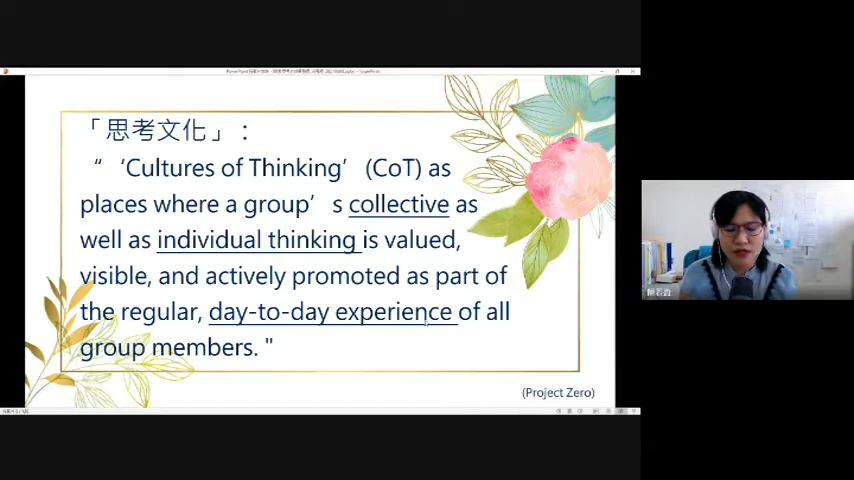 「思考文化」：
“ ‘Cultures of Thinking’ (CoT) as
places where a group’s collective as
well as individual thinking is valued,
visible, and actively promoted as part of
the regular, day-to-day experience of all
group members. "
(Project Zero)